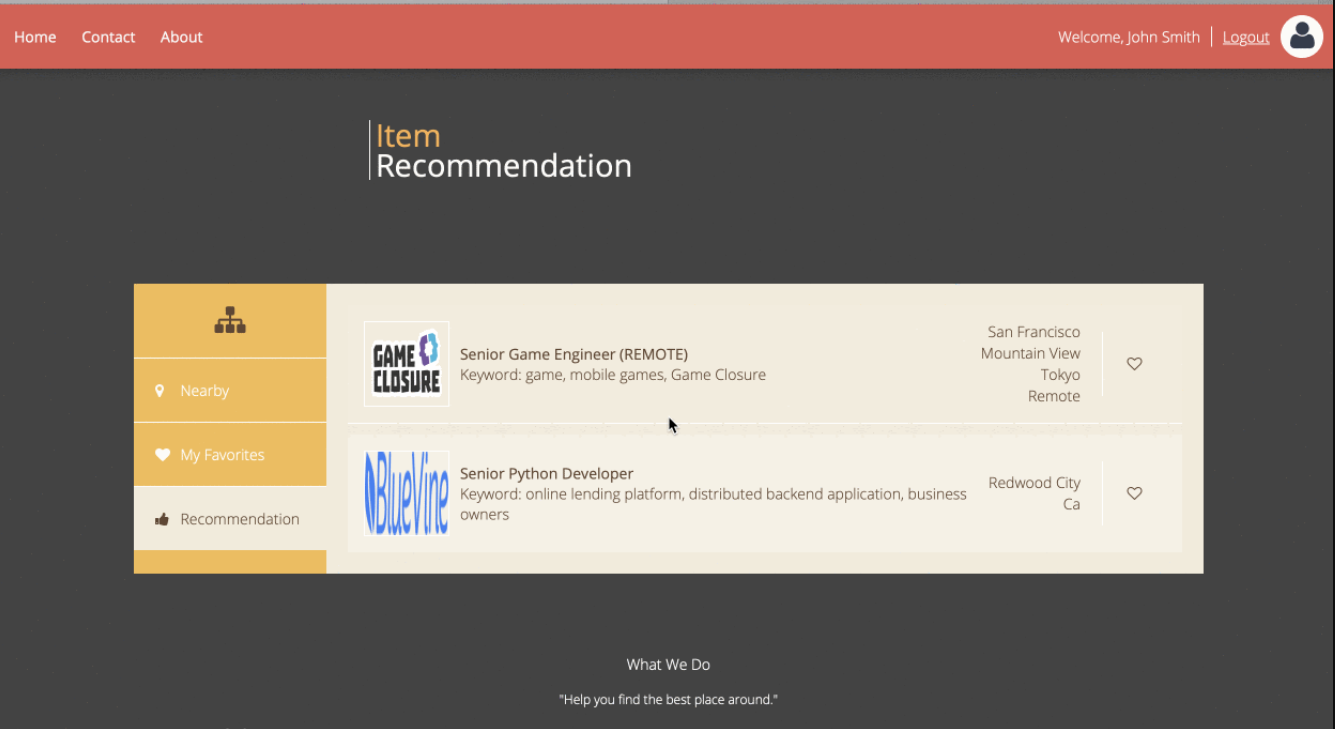 Home Contact About
Welcome, John Smith Logout
Item
Recommendation
Nearby
My Favorites
Recommendation
GAME
CLOSURE
Senior Game Engineer (REMOTE)
Keyword: game, mobile games, Game Closure
San Francisco
Mountain View
Tokyo
Remote
BlueVine
Senior Python Developer
Keyword: online lending platform, distributed backend application, business
owners
Redwood City
Ca
What We Do
"Help you find the best place around."